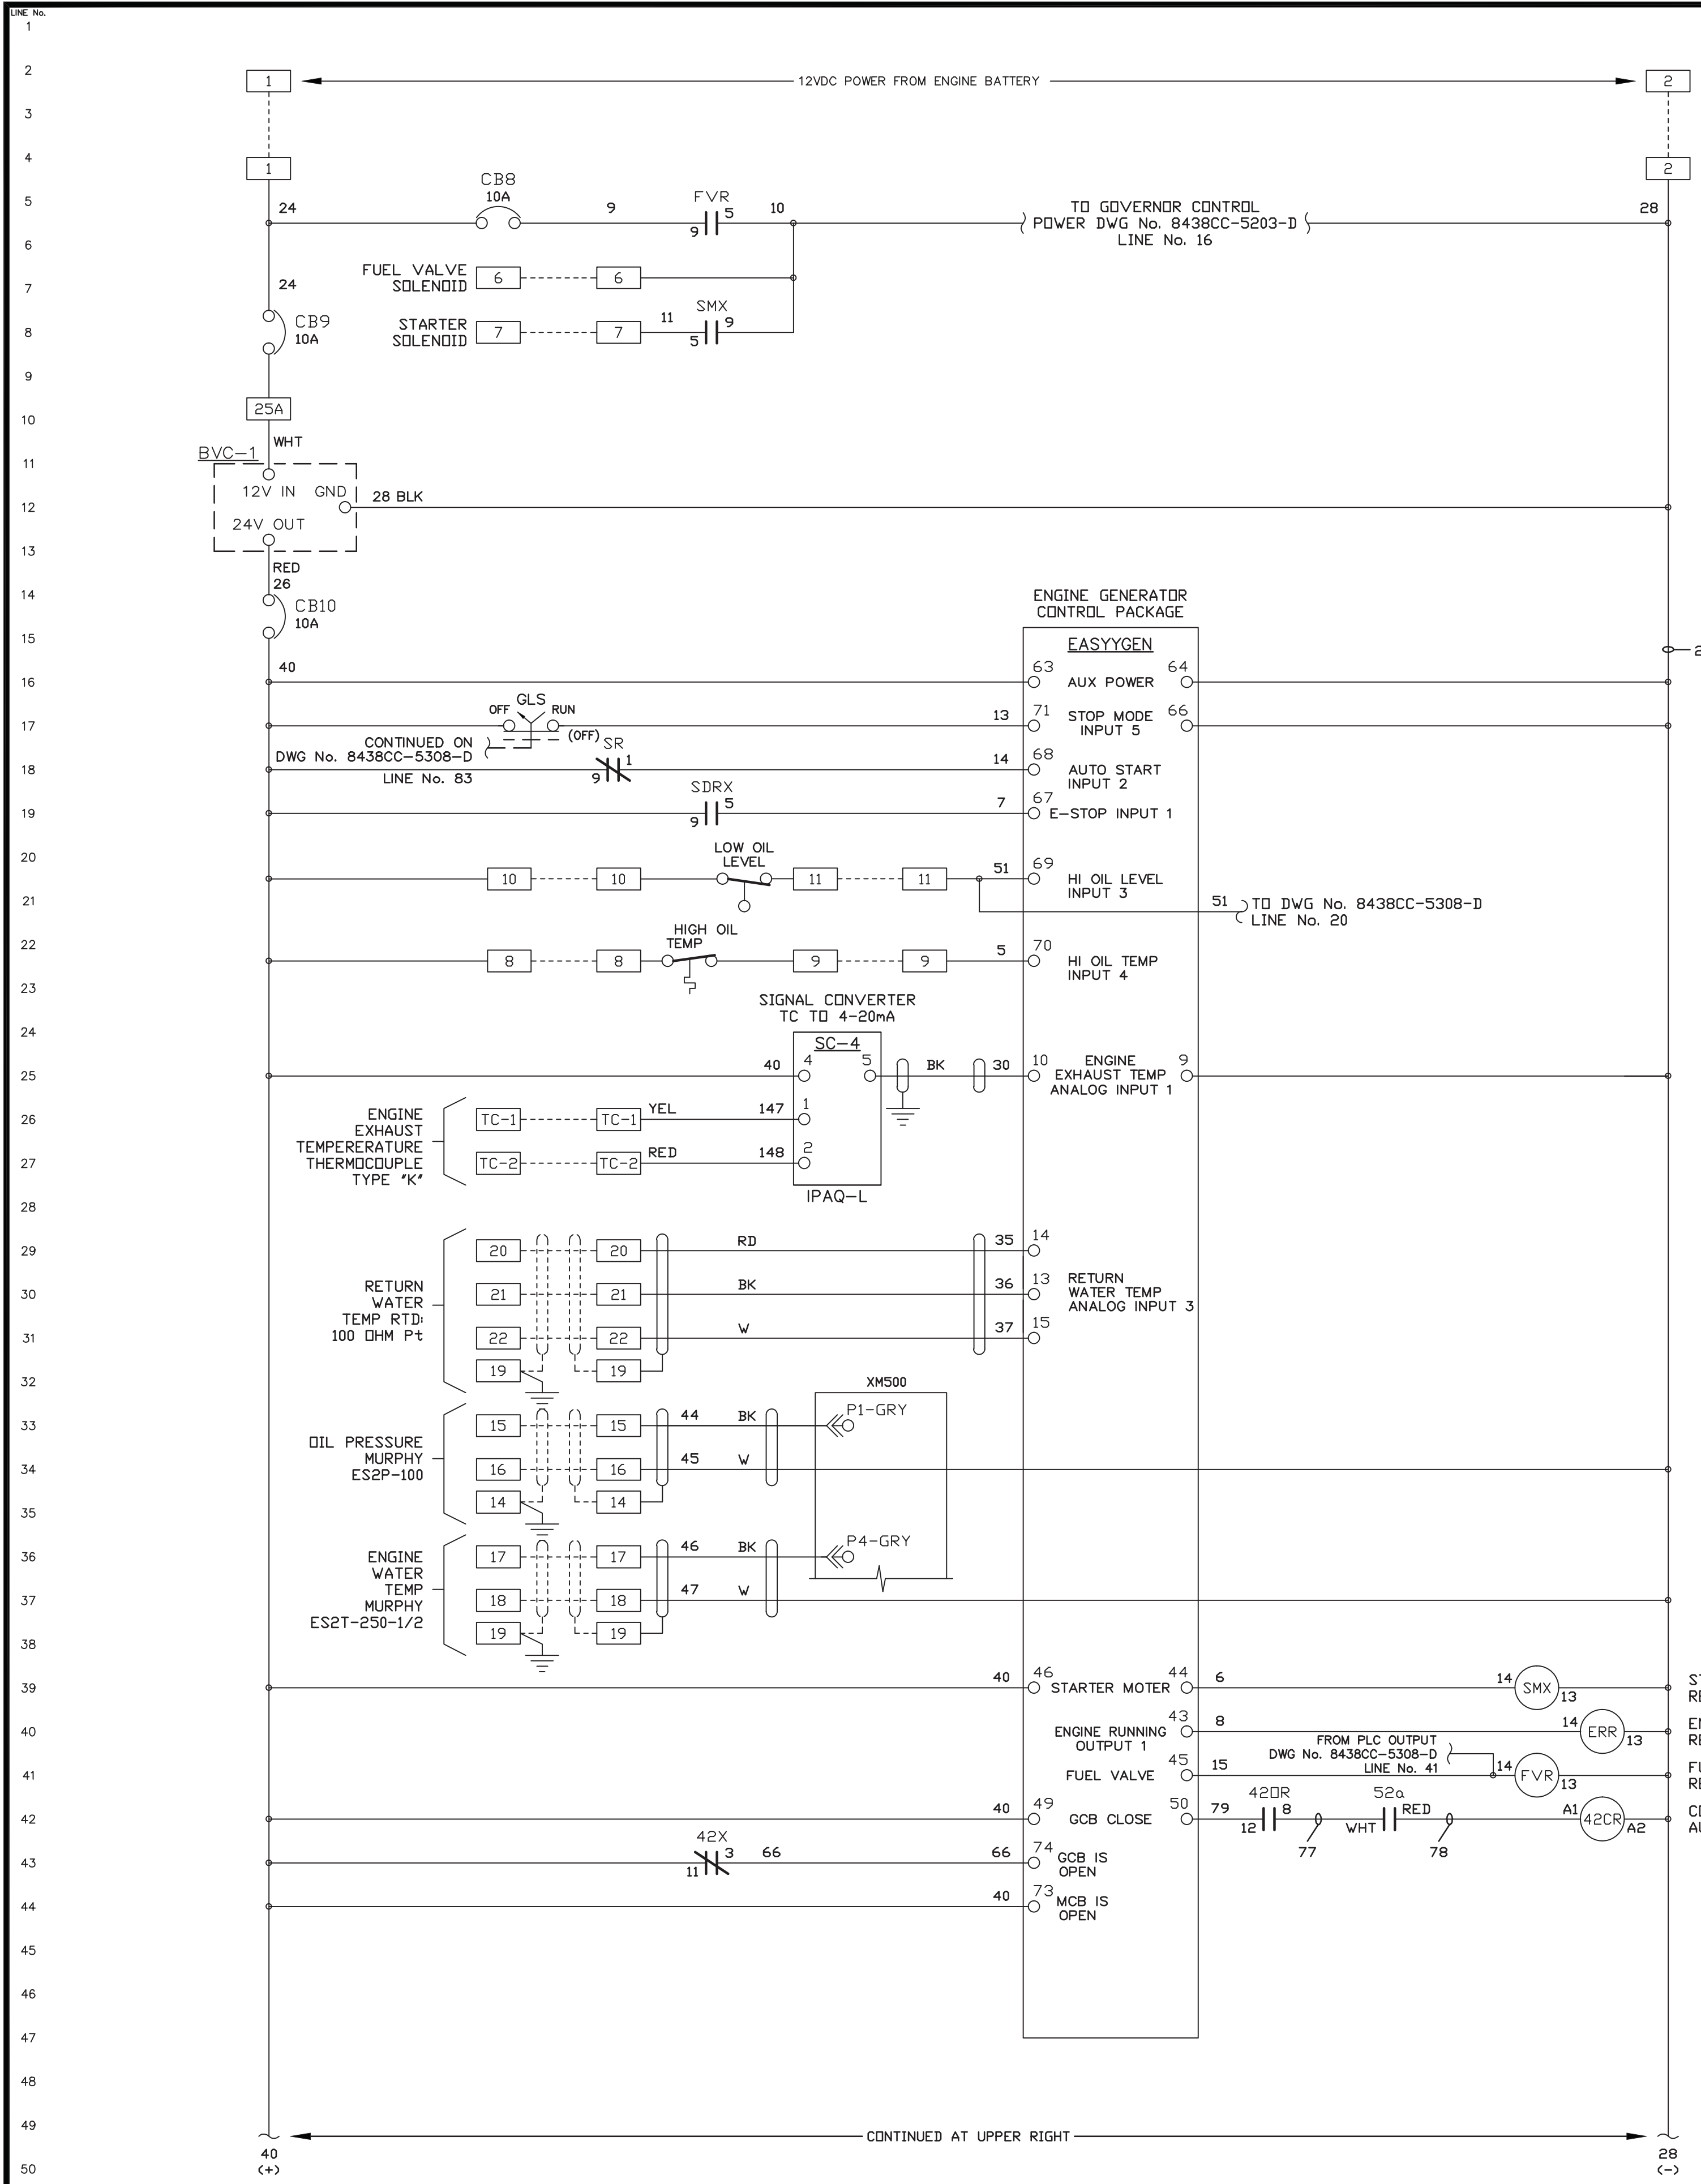 LINE No.
1
2
1
12VDC POWER FROM ENGINE BATTERY
2
3
4
1
2
CB8
10A
FVR
5
24
9
5
10
TO GOVERNOR CONTROL
28
9
POWER DWG No. 8438CC-5203-D
6
LINE No. 16
FUEL VALVE
SOLENOID
6
6
7
24
SMX
CB9
10A
8
STARTER
SOLENOID
7
7
11
9
5
9
25A
10
WHT
BVC-1
11
12V IN
GND
12
28 BLK
24V OUT
13
RED
26
14
CB10
10A
ENGINE GENERATOR
CONTROL PACKAGE
15
EASYYGEN
2
40
63
64
16
AUX POWER
GLS
OFF
RUN
13
71
66
17
(OFF)
STOP MODE
INPUT 5
CONTINUED ON
DWG No. 8438CC-5308-D
LINE No. 83
SR
1
9
14
68
18
AUTO START
INPUT 2
SDRX
5
9
7
67
19
E-STOP INPUT 1
20
LOW OIL
LEVEL
10
10
11
11
51
69
HI OIL LEVEL
INPUT 3
21
51
TO DWG No. 8438CC-5308-D
LINE No. 20
22
HIGH OIL
TEMP
8
8
9
9
5
70
HI OIL TEMP
INPUT 4
23
SIGNAL CONVERTER
TC TO 4-20mA
24
SC-4
40
4
5
BK
30
10
9
25
ENGINE
EXHAUST TEMP
ANALOG INPUT 1
26
ENGINE
EXHAUST
TEMPERERATURE
THERMOCOUPLE
TYPE "K"
TC-1
TC-1
YEL
147
1
27
TC-2
TC-2
RED
148
2
IPAQ-L
28
29
20
20
RD
35
14
30
RETURN
WATER
TEMP RTD:
100 OHM Pt
21
21
BK
36
13
RETURN
WATER TEMP
ANALOG INPUT 3
31
22
22
W
37
15
19
19
32
XM500
33
15
15
44
BK
P1-GRY
OIL PRESSURE
MURPHY
ES2P-100
34
16
16
45
W
14
14
35
36
17
17
46
BK
P4-GRY
ENGINE
WATER
TEMP
MURPHY
ES2T-250-1/2
37
18
18
47
W
19
19
38
39
40
46
STARTER MOTER
44
6
14
SMX
13
ST
RE
40
ENGINE RUNNING
OUTPUT 1
43
8
14
ERR
13
EN
RE
FROM PLC OUTPUT
DWG No. 8438CC-5308-D
LINE No. 41
41
FUEL VALVE
45
15
14
FVR
13
FU
RE
42
40
49
GCB CLOSE
50
79
42OR
8
12
77
52a
WHT
RED
78
A1
42CR
A2
CO
AU
43
42X
3
11
66
66
74
GCB IS
OPEN
44
40
73
MCB IS
OPEN
45
46
47
48
49
CONTINUED AT UPPER RIGHT
40
(+)
28
(-)
50